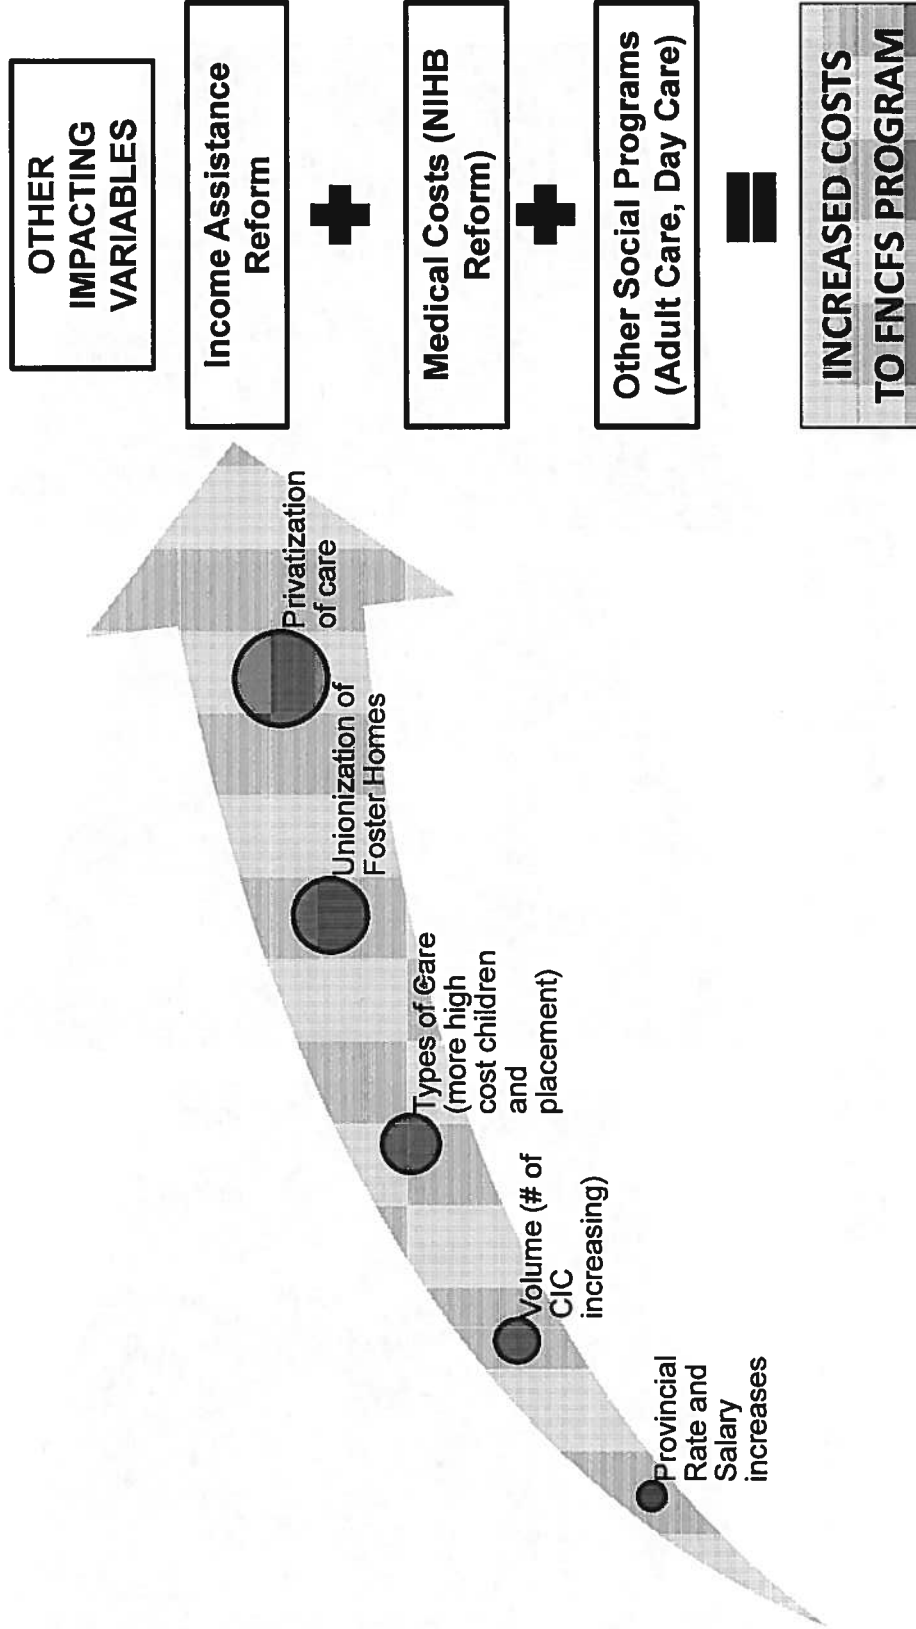 Provincial
Rate and
Salary
increases
Volume (# of
CIC
increasing)
Types of Care
(more high
cost children
and
placement)
Unionization of
Foster Homes
Privatization
of care
OTHER
IMPACTING
VARIABLES
Income Assistance
Reform
+
Medical Costs (NIHB
Reform)
+
Other Social Programs
(Adult Care, Day Care)
=
INCREASED COSTS
TO FNCFS PROGRAM